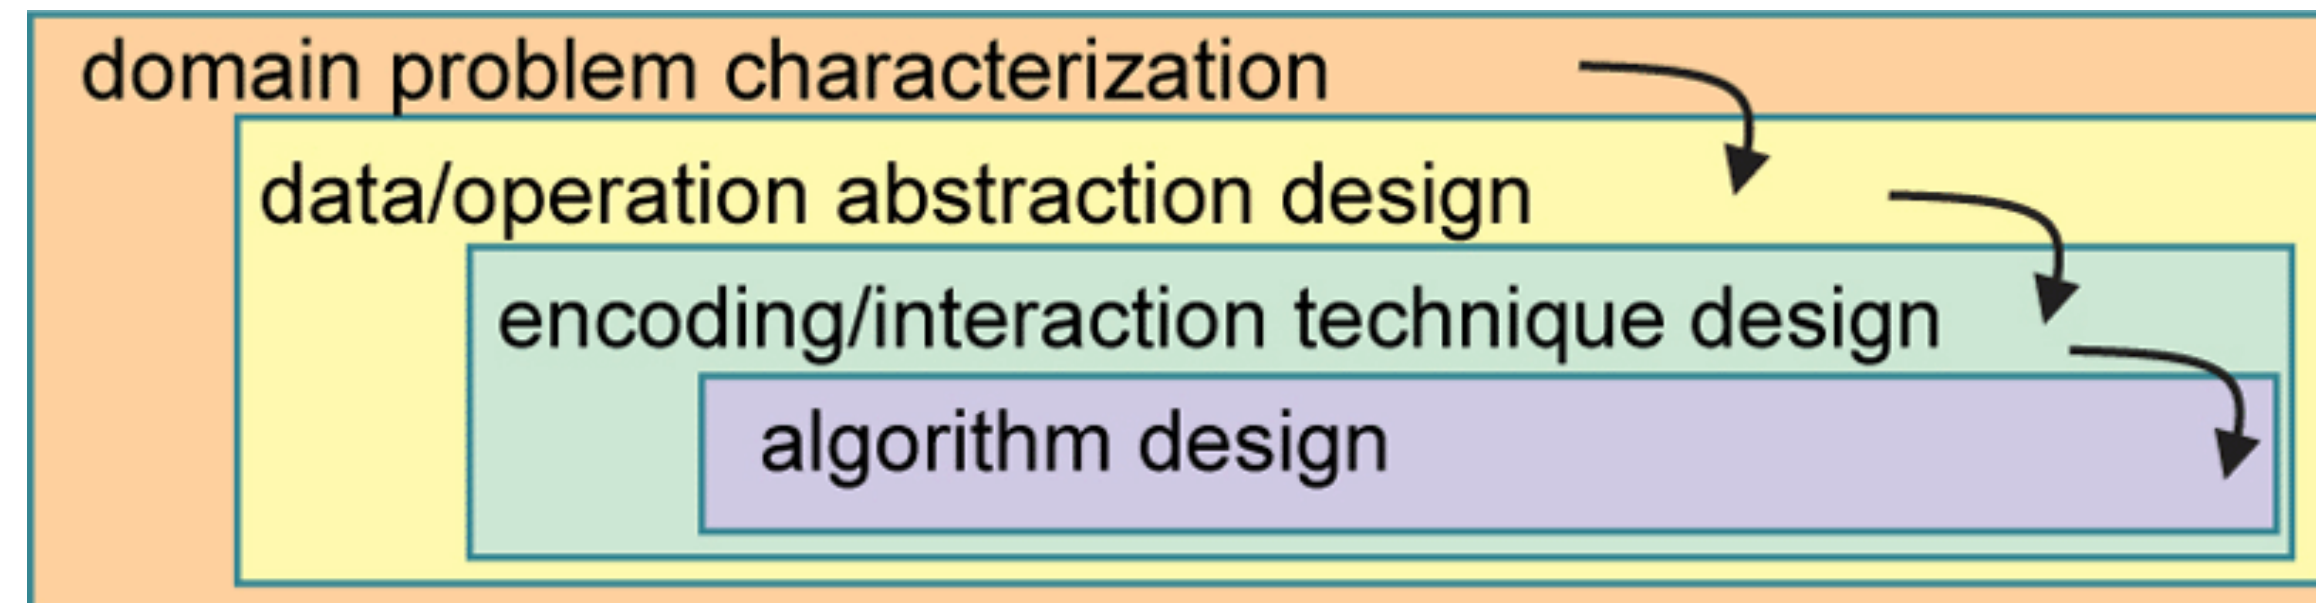 domain problem characterization
data/operation abstraction design
encoding/interaction technique design
algorithm design